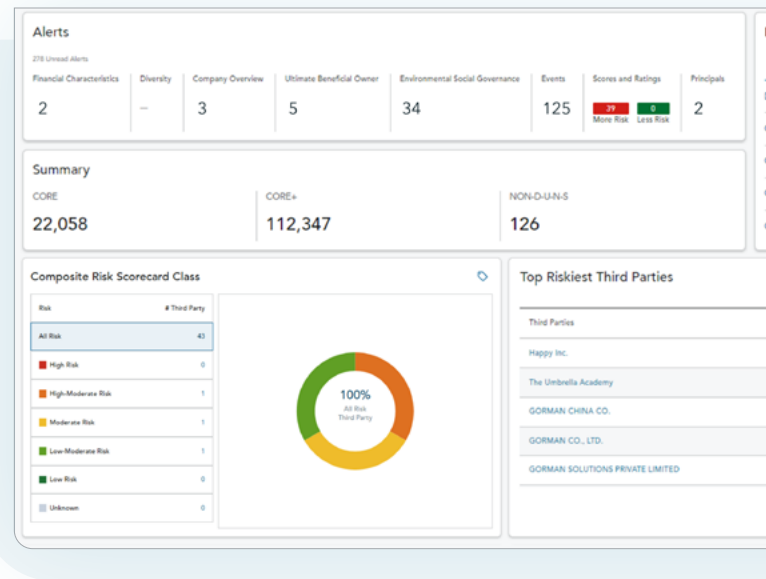 Alerts
278 Unread Alerts
Financial Characteristics Diversity Company Overview Ultimate Beneficial Owner Environmental Social Governance Events Scores and Ratings Principals
2 – 3 5 34 125 39 0 2
More Risk Less Risk
Summary
CORE CORE+ NON-D-U-N-S
22,058 112,347 126
Composite Risk Scorecard Class
Risk # Third Party
All Risk 43
High Risk 0
High-Moderate Risk 1
Moderate Risk 1
Low-Moderate Risk 1
Low Risk 0
Unknown 0
100%
All Risk
Third Party
Top Riskiest Third Parties
Third Parties
Happy Inc.
The Umbrella Academy
GORMAN CHINA CO.
GORMAN CO., LTD.
GORMAN SOLUTIONS PRIVATE LIMITED